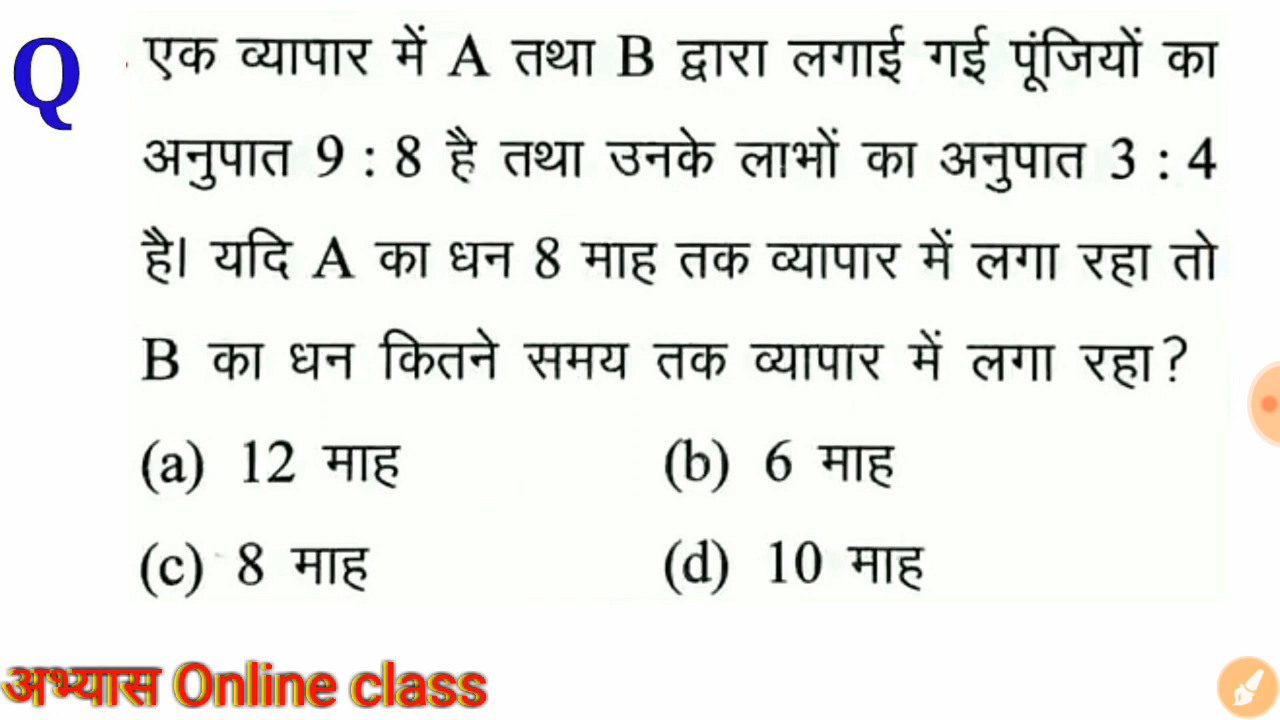 Q
एक व्यापार में A तथा B द्वारा लगाई गई पूंजियों का
अनुपात 9 : 8 है तथा उनके लाभों का अनुपात 3 : 4
है। यदि A का धन 8 माह तक व्यापार में लगा रहा तो
B का धन कितने समय तक व्यापार में लगा रहा?
(a) 12 माह (b) 6 माह
(c) 8 माह (d) 10 माह
अभ्यास Online class